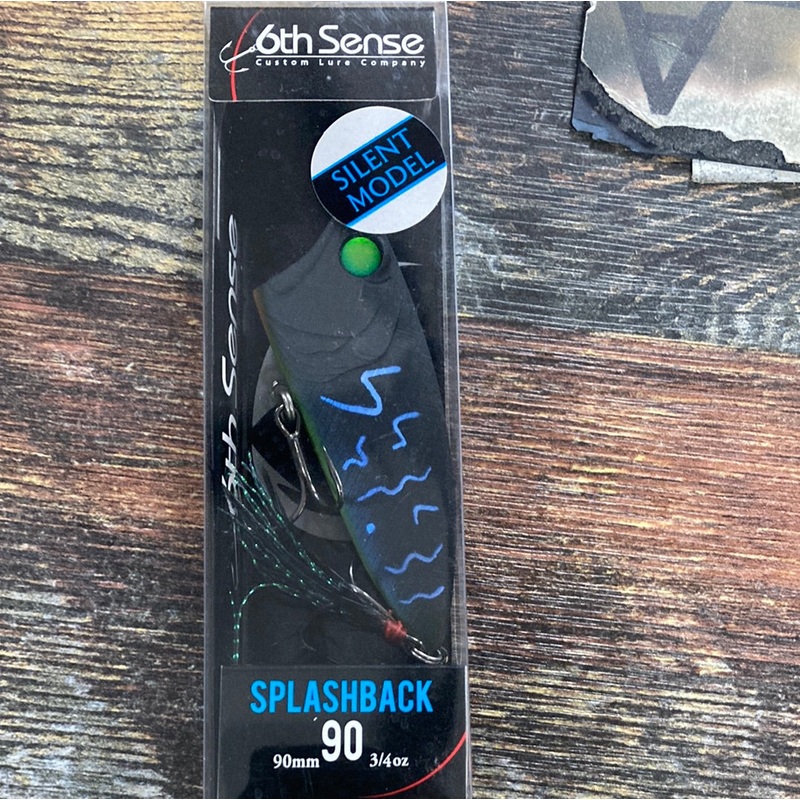 6th Sense
Custom Lure Company
SILENT
MODEL
6th Sense
SPLASHBACK
90
90mm 3/4oz
A